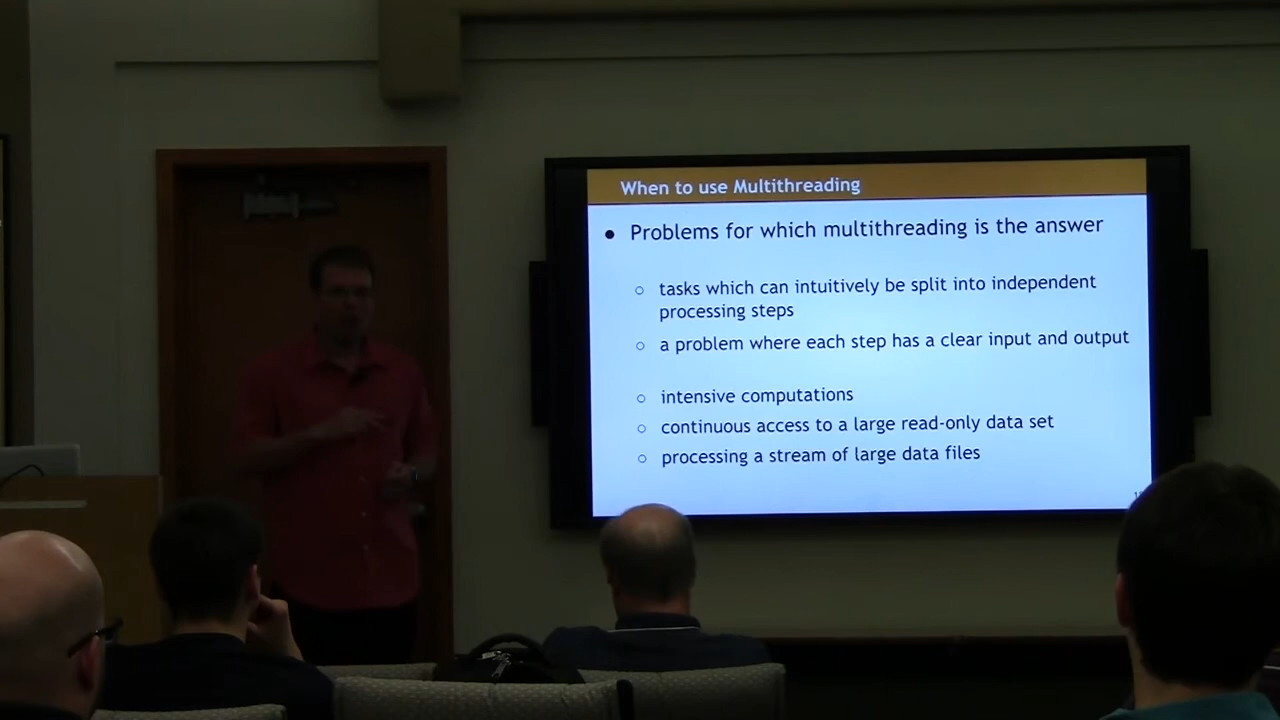 When to use Multithreading
● Problems for which multithreading is the answer
○ tasks which can intuitively be split into independent
processing steps
○ a problem where each step has a clear input and output
○ intensive computations
○ continuous access to a large read-only data set
○ processing a stream of large data files